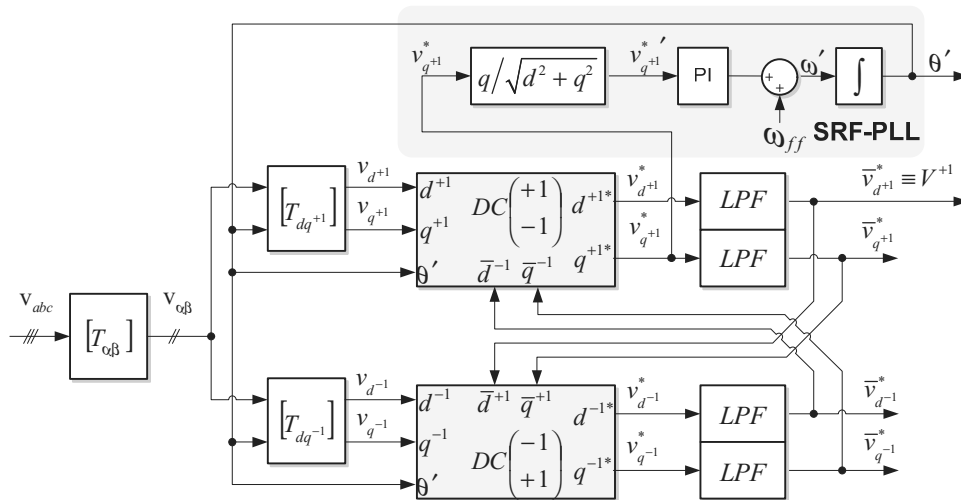 v*q+1
q/√(d² + q²)
v*q+1′
PI
+
+
ω′
∫
θ′
ωff
SRF-PLL
[Tdq+1]
vd+1
vq+1
d+1
q+1
θ′
DC(+1 −1)
d̄−1
q̄−1
d+1*
q+1*
v*d+1
v*q+1
LPF
LPF
v̄*d+1 ≡ V+1
v̄*q+1
vabc
[Tαβ]
vαβ
[Tdq−1]
vd−1
vq−1
d−1
q−1
θ′
d̄+1
q̄+1
DC(−1 +1)
d−1*
q−1*
v*d−1
v*q−1
LPF
LPF
v̄*d−1
v̄*q−1